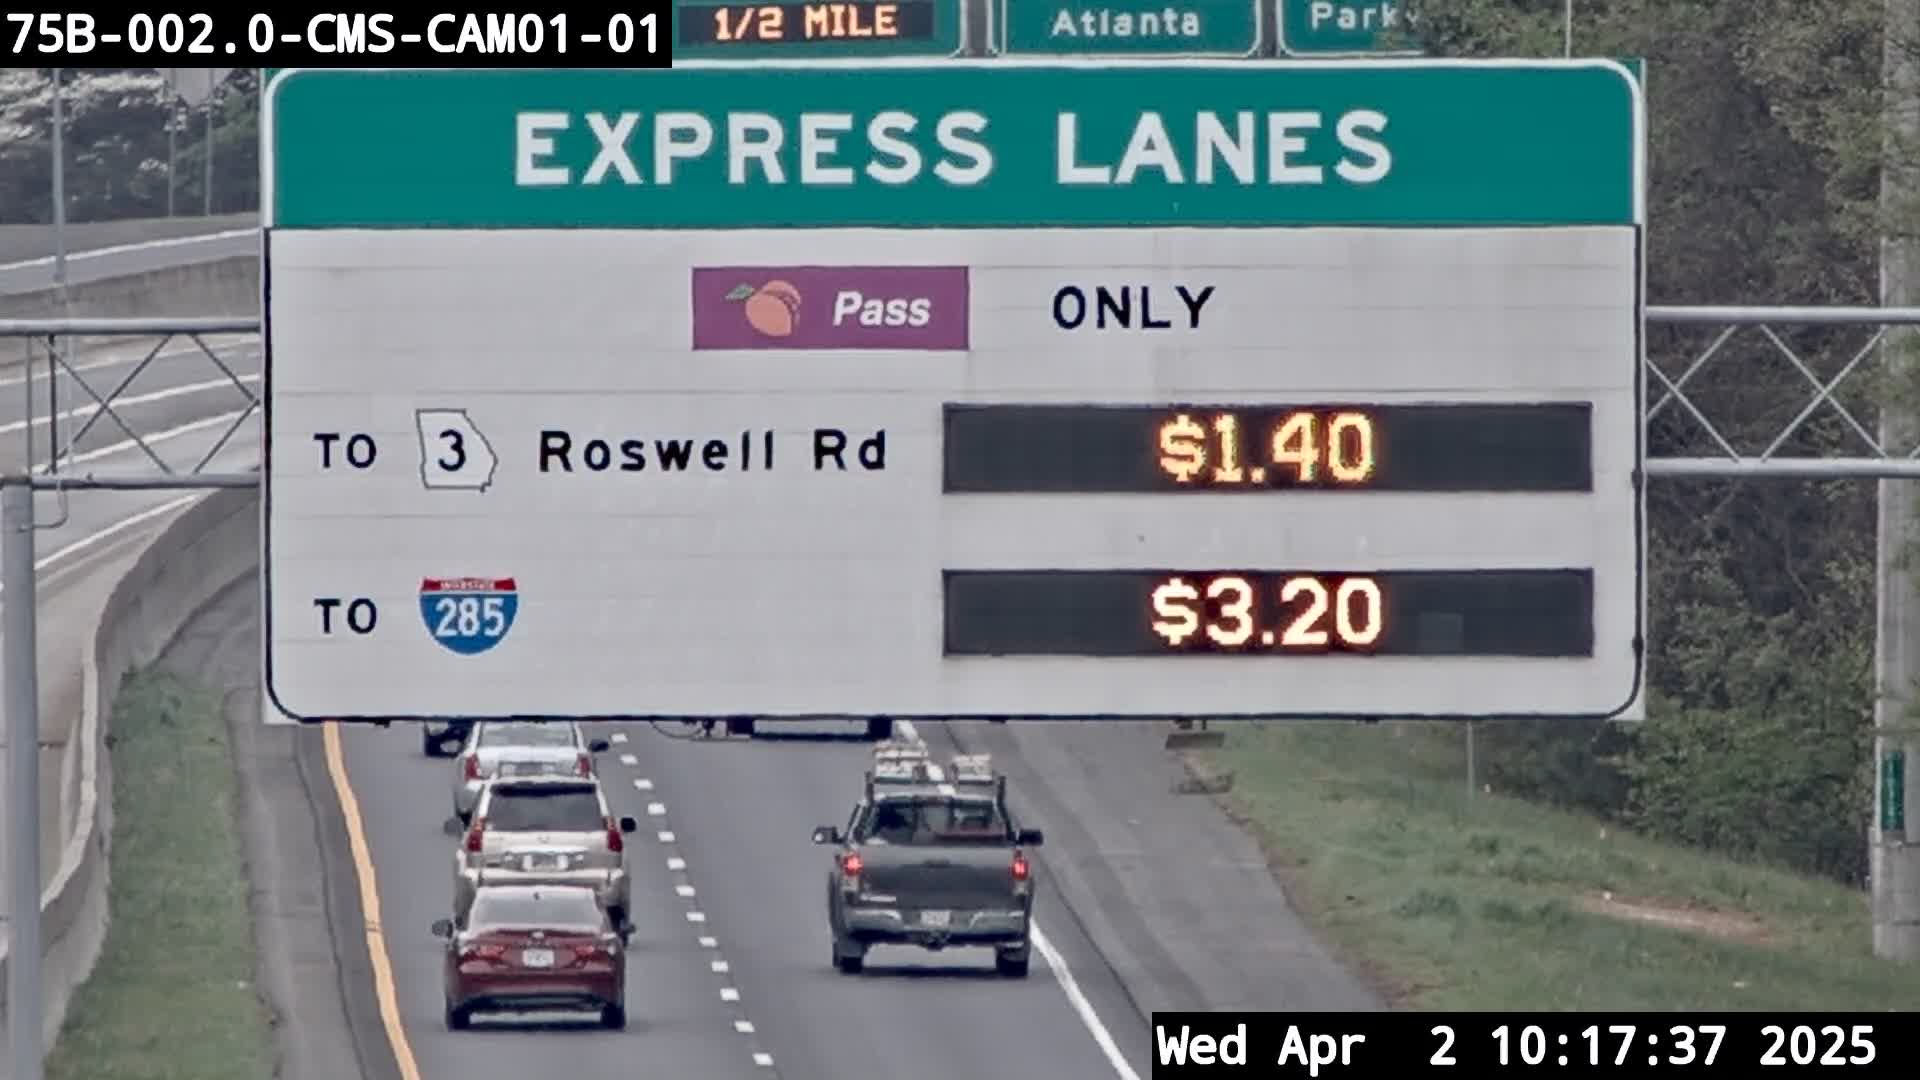 75B-002.0-CMS-CAM01-01
1/2 MILE
Atlanta
EXPRESS LANES
Pass ONLY
TO 3 Roswell Rd $1.40
TO INTERSTATE 285 $3.20
Wed Apr 2 10:17:37 2025